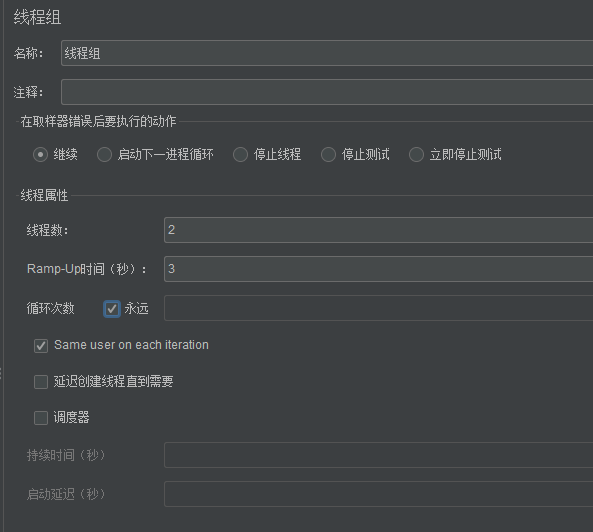 线程组
名称： 线程组
注释：
在取样器错误后要执行的动作
继续 启动下一进程循环 停止线程 停止测试 立即停止测试
线程属性
线程数： 2
Ramp-Up时间（秒）： 3
循环次数 永远
Same user on each iteration
延迟创建线程直到需要
调度器
持续时间（秒）
启动延迟（秒）